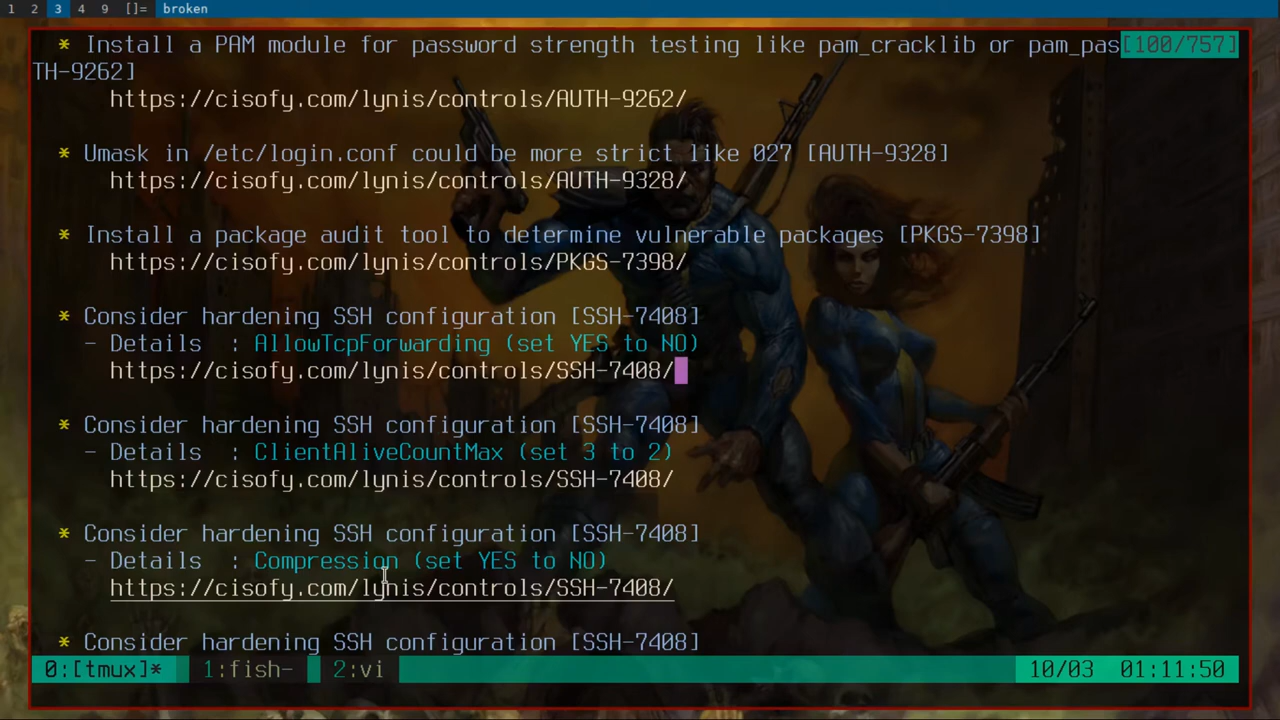 1 2 3 4 9 []= broken
* Install a PAM module for password strength testing like pam_cracklib or pam_pas[100/757]
TH-9262]
https://cisofy.com/lynis/controls/AUTH-9262/
* Umask in /etc/login.conf could be more strict like 027 [AUTH-9328]
https://cisofy.com/lynis/controls/AUTH-9328/
* Install a package audit tool to determine vulnerable packages [PKGS-7398]
https://cisofy.com/lynis/controls/PKGS-7398/
* Consider hardening SSH configuration [SSH-7408]
- Details  : AllowTcpForwarding (set YES to NO)
https://cisofy.com/lynis/controls/SSH-7408/
* Consider hardening SSH configuration [SSH-7408]
- Details  : ClientAliveCountMax (set 3 to 2)
https://cisofy.com/lynis/controls/SSH-7408/
* Consider hardening SSH configuration [SSH-7408]
- Details  : Compression (set YES to NO)
https://cisofy.com/lynis/controls/SSH-7408/
* Consider hardening SSH configuration [SSH-7408]
0:[tmux]* 1:fish- 2:vi 10/03 01:11:50